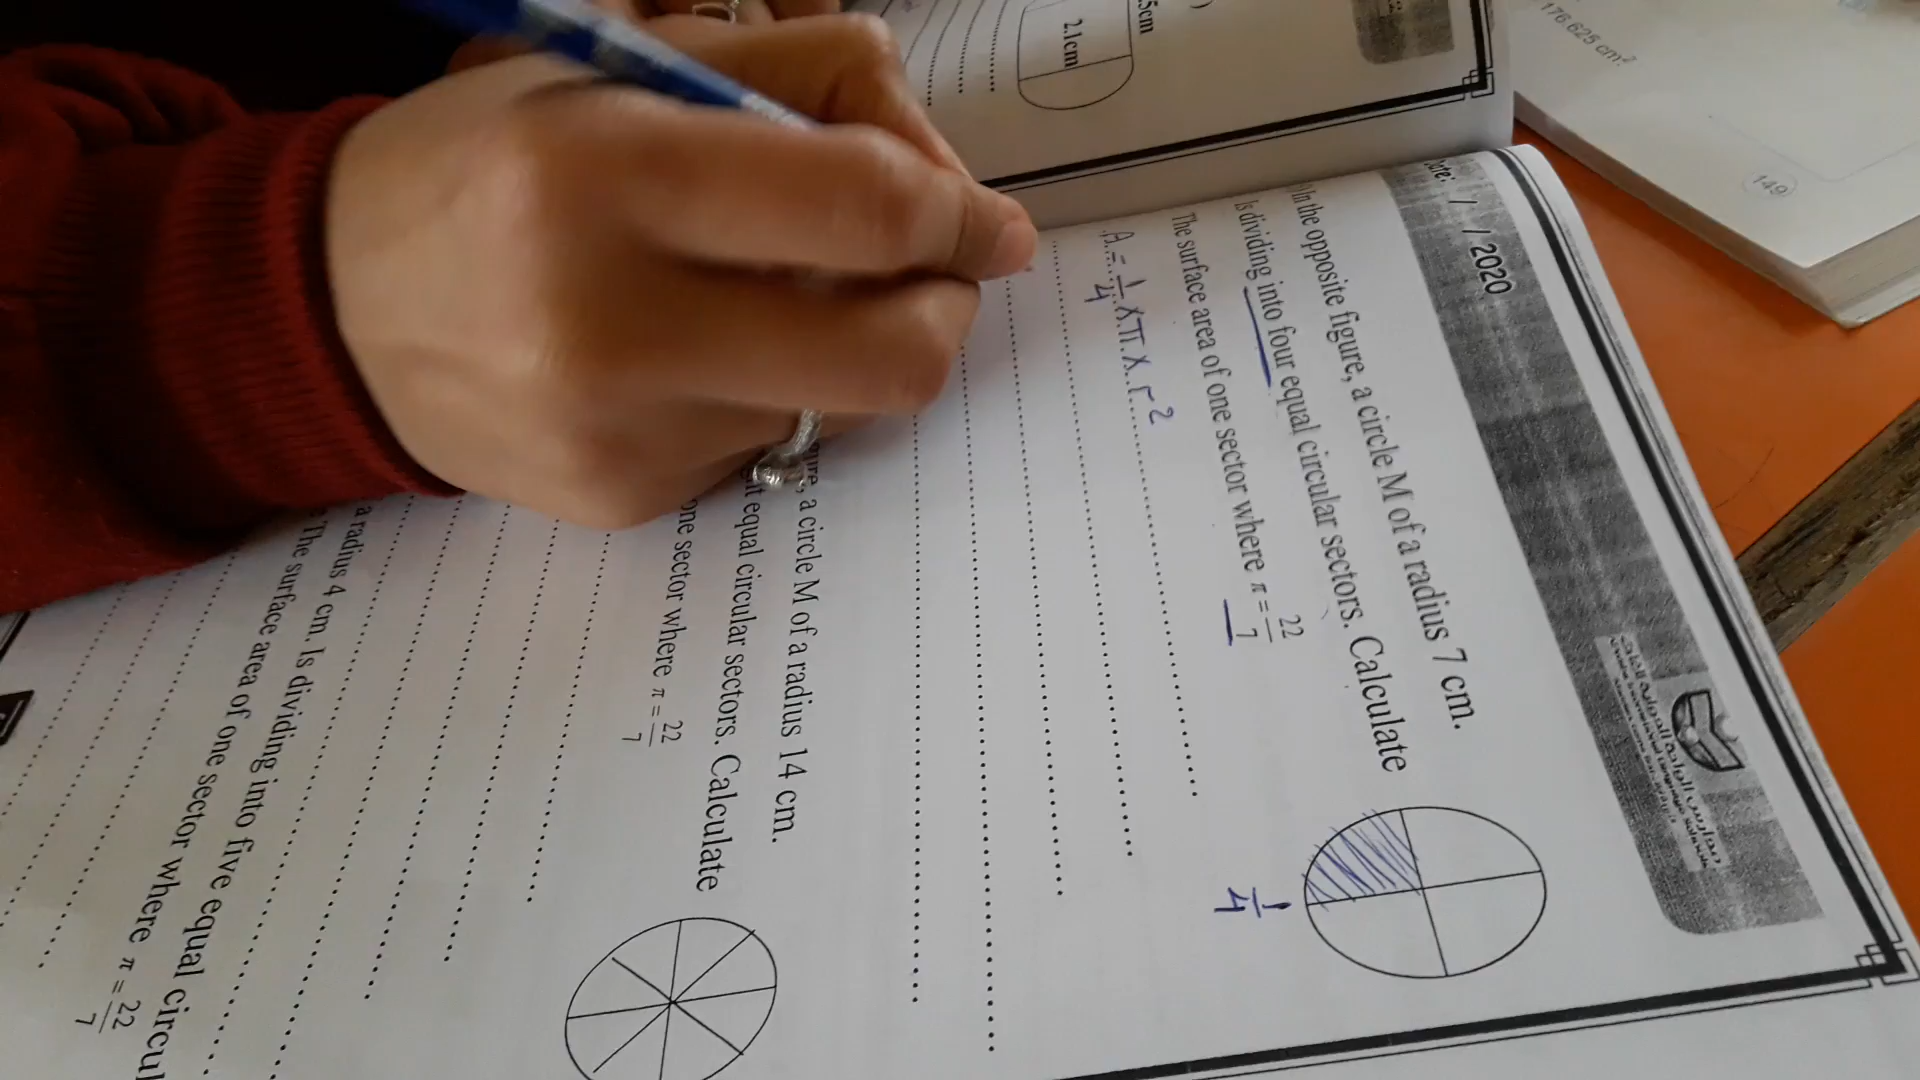 / / 2020
In the opposite figure, a circle M of a radius 7 cm.
Is dividing into four equal circular sectors. Calculate
The surface area of one sector where π = 22/7
A = 1/4 X π X r²
1/4
a circle M of a radius 14 cm.
equal circular sectors. Calculate
one sector where π = 22/7
a radius 4 cm. Is dividing into five equal
The surface area of one sector where π = 22/7
2.1cm
.5cm
176.625 cm²
149